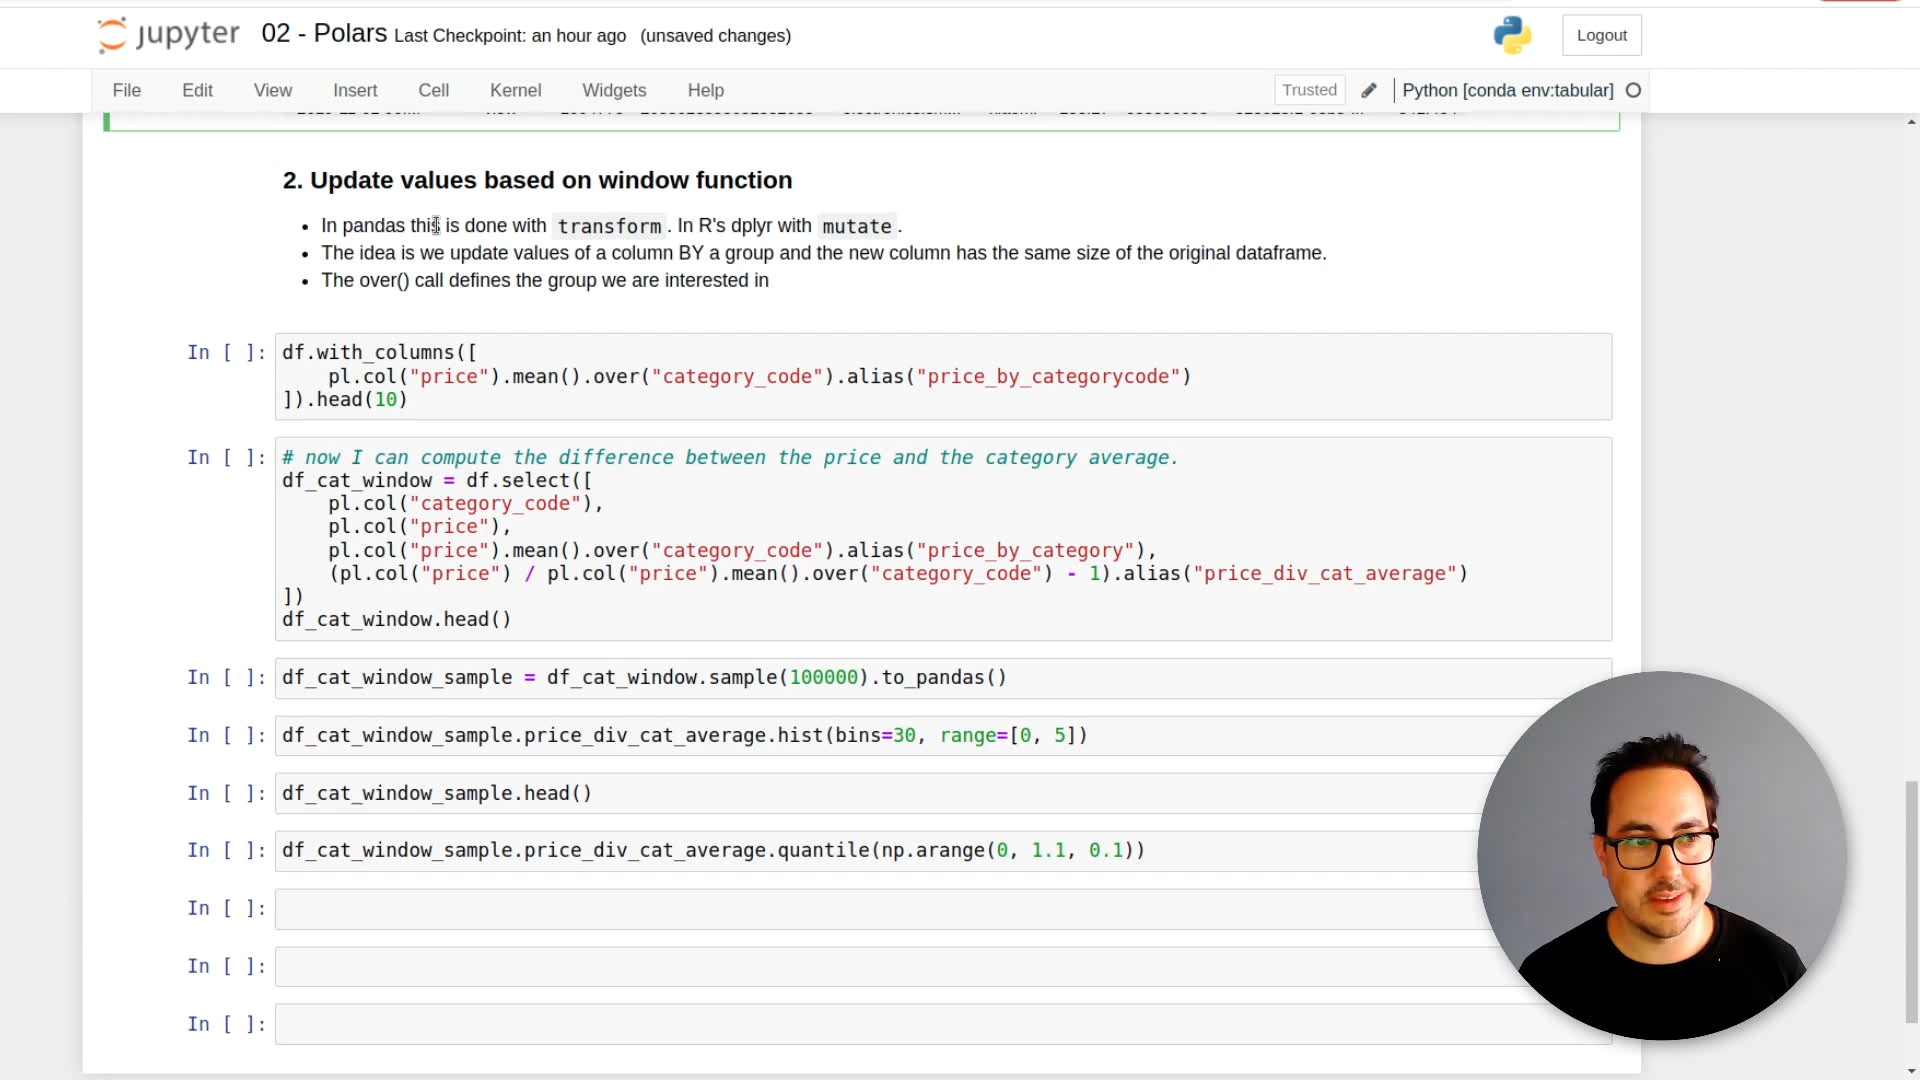 jupyter 02 - Polars Last Checkpoint: an hour ago (unsaved changes) Logout
File Edit View Insert Cell Kernel Widgets Help Trusted Python [conda env:tabular]
2. Update values based on window function
• In pandas this is done with transform. In R's dplyr with mutate.
• The idea is we update values of a column BY a group and the new column has the same size of the original dataframe.
• The over() call defines the group we are interested in
In [ ]: df.with_columns([
pl.col("price").mean().over("category_code").alias("price_by_categorycode")
]).head(10)
In [ ]: # now I can compute the difference between the price and the category average.
df_cat_window = df.select([
pl.col("category_code"),
pl.col("price"),
pl.col("price").mean().over("category_code").alias("price_by_category"),
(pl.col("price") / pl.col("price").mean().over("category_code") - 1).alias("price_div_cat_average")
])
df_cat_window.head()
In [ ]: df_cat_window_sample = df_cat_window.sample(100000).to_pandas()
In [ ]: df_cat_window_sample.price_div_cat_average.hist(bins=30, range=[0, 5])
In [ ]: df_cat_window_sample.head()
In [ ]: df_cat_window_sample.price_div_cat_average.quantile(np.arange(0, 1.1, 0.1))
In [ ]:
In [ ]:
In [ ]: